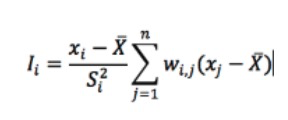 I_i = \frac{x_i - \bar{X}}{S_i^2} \sum_{j=1}^{n} w_{i,j}(x_j - \bar{X})